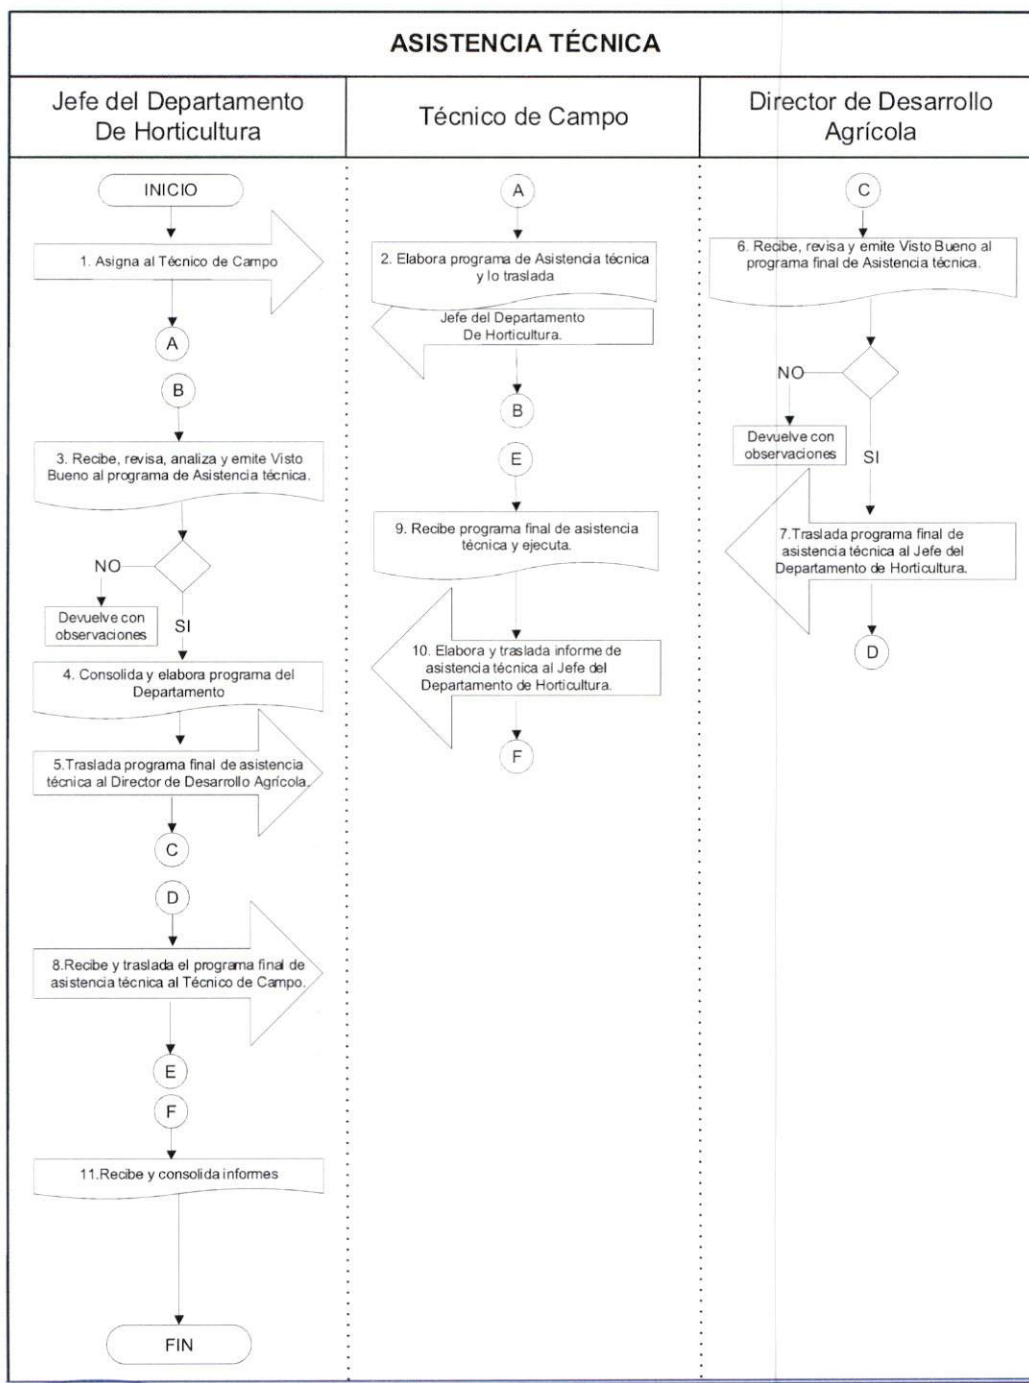 ASISTENCIA TÉCNICA
Jefe del Departamento
De Horticultura
Técnico de Campo
Director de Desarrollo
Agrícola
INICIO
1. Asigna al Técnico de Campo
A
B
3. Recibe, revisa, analiza y emite Visto
Bueno al programa de Asistencia técnica.
NO
Devuelve con
observaciones
SI
4. Consolida y elabora programa del
Departamento
5.Traslada programa final de asistencia
técnica al Director de Desarrollo Agrícola.
C
D
8.Recibe y traslada el programa final de
asistencia técnica al Técnico de Campo.
E
F
11.Recibe y consolida informes
FIN
A
2. Elabora programa de Asistencia técnica
y lo traslada
Jefe del Departamento
De Horticultura.
B
E
9. Recibe programa final de asistencia
técnica y ejecuta.
10. Elabora y traslada informe de
asistencia técnica al Jefe del
Departamento de Horticultura.
F
C
6. Recibe, revisa y emite Visto Bueno al
programa final de Asistencia técnica.
NO
Devuelve con
observaciones
SI
7.Traslada programa final de
asistencia técnica al Jefe del
Departamento de Horticultura.
D